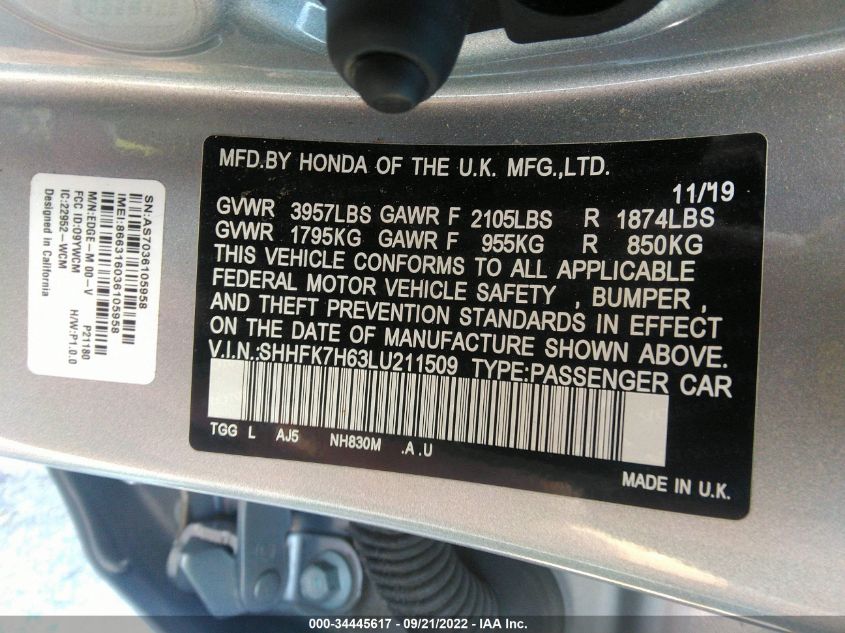 MFD.BY HONDA OF THE U.K. MFG.,LTD.
11/19
GVWR 3957LBS GAWR F 2105LBS R 1874LBS
GVWR 1795KG GAWR F 955KG R 850KG
THIS VEHICLE CONFORMS TO ALL APPLICABLE
FEDERAL MOTOR VEHICLE SAFETY , BUMPER ,
AND THEFT PREVENTION STANDARDS IN EFFECT
ON THE DATE OF MANUFACTURE SHOWN ABOVE.
V.I.N.:SHHFK7H63LU211509 TYPE:PASSENGER CAR
TGG L AJ5 NH830M .A .U
MADE IN U.K.
SN:AS7036105958
IMEI:866316036105958
M/N:EDGE-M 00-V P21180
FCC ID:09YWCM H/W:P1.0.0
IC:22952-WCM
Designed in California
000-34445617 - 09/21/2022 - IAA Inc.